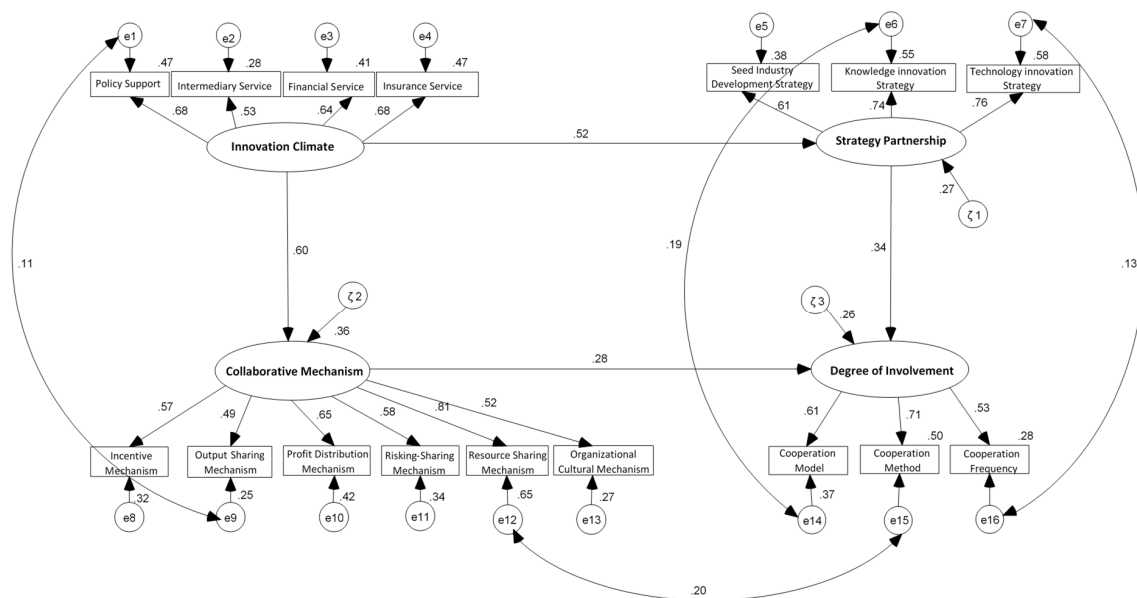 e1
e2
e3
e4
e5
e6
e7
.47
.28
.41
.47
.38
.55
.58
Policy Support
Intermediary Service
Financial Service
Insurance Service
Seed Industry
Development Strategy
Knowledge innovation
Strategy
Technology innovation
Strategy
.68
.53
.64
.68
.61
.74
.76
Innovation Climate
.52
Strategy Partnership
.27
ζ 1
.60
.19
.34
.11
.13
ζ 2
.36
ζ 3
.26
Collaborative Mechanism
.28
Degree of Involvement
.57
.49
.65
.58
.81
.52
.61
.71
.53
.50
.28
Incentive
Mechanism
Output Sharing
Mechanism
Profit Distribution
Mechanism
Risking-Sharing
Mechanism
Resource Sharing
Mechanism
Organizational
Cultural Mechanism
Cooperation
Model
Cooperation
Method
Cooperation
Frequency
.32
.25
.42
.34
.65
.27
.37
e8
e9
e10
e11
e12
e13
e14
e15
e16
.20